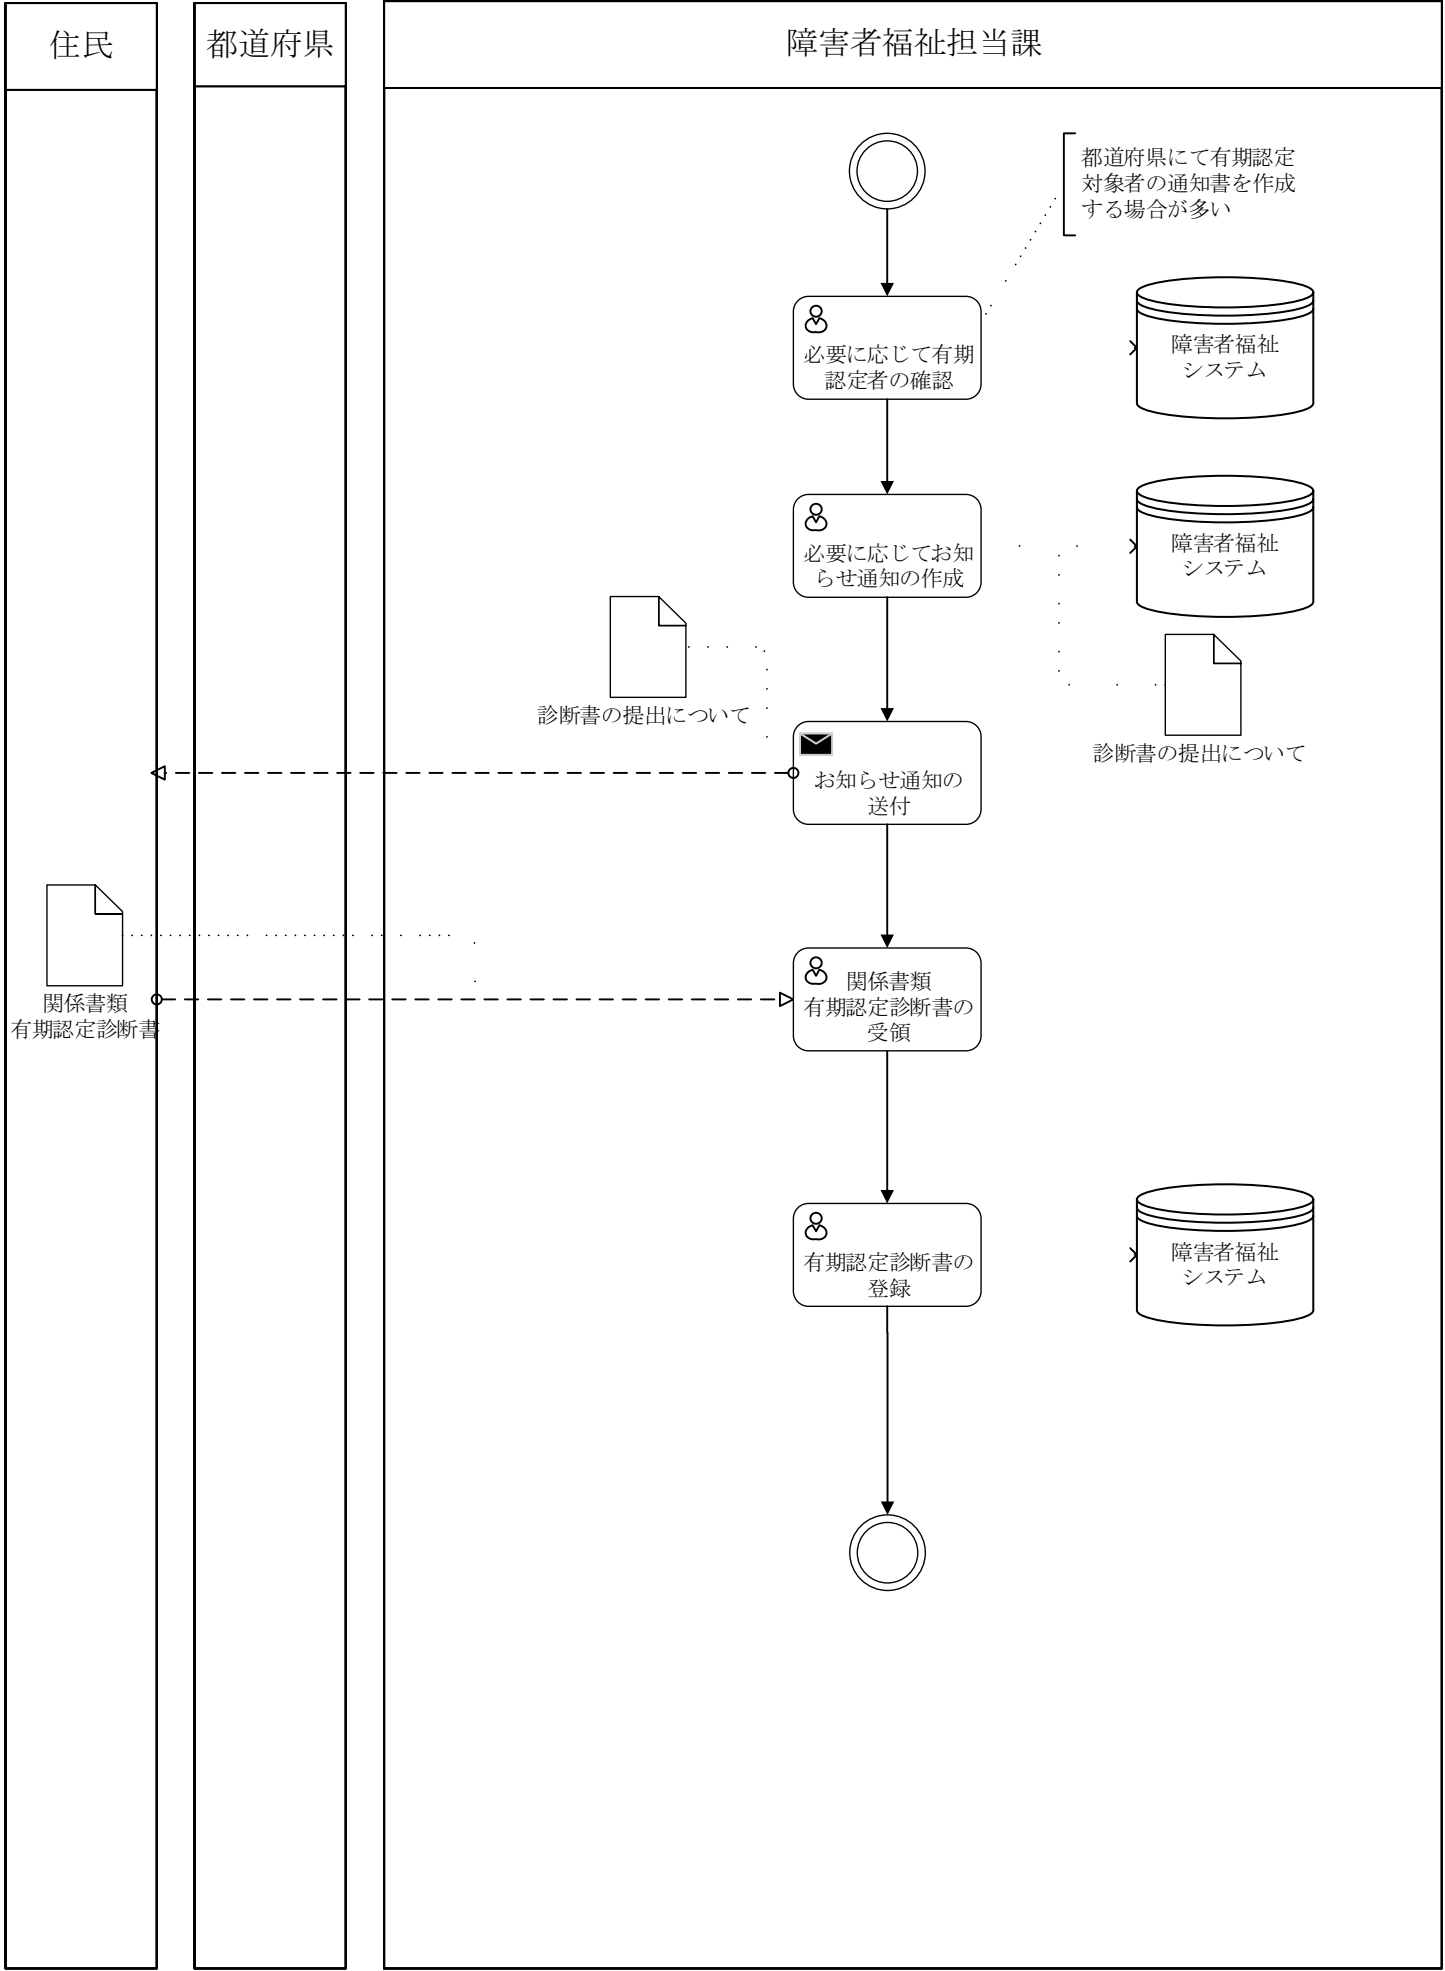 住民
都道府県
障害者福祉担当課
都道府県にて有期認定
対象者の通知書を作成
する場合が多い
必要に応じて有期
認定者の確認
障害者福祉
システム
必要に応じてお知
らせ通知の作成
障害者福祉
システム
診断書の提出について
診断書の提出について
お知らせ通知の
送付
関係書類
有期認定診断書
関係書類
有期認定診断書の
受領
有期認定診断書の
登録
障害者福祉
システム